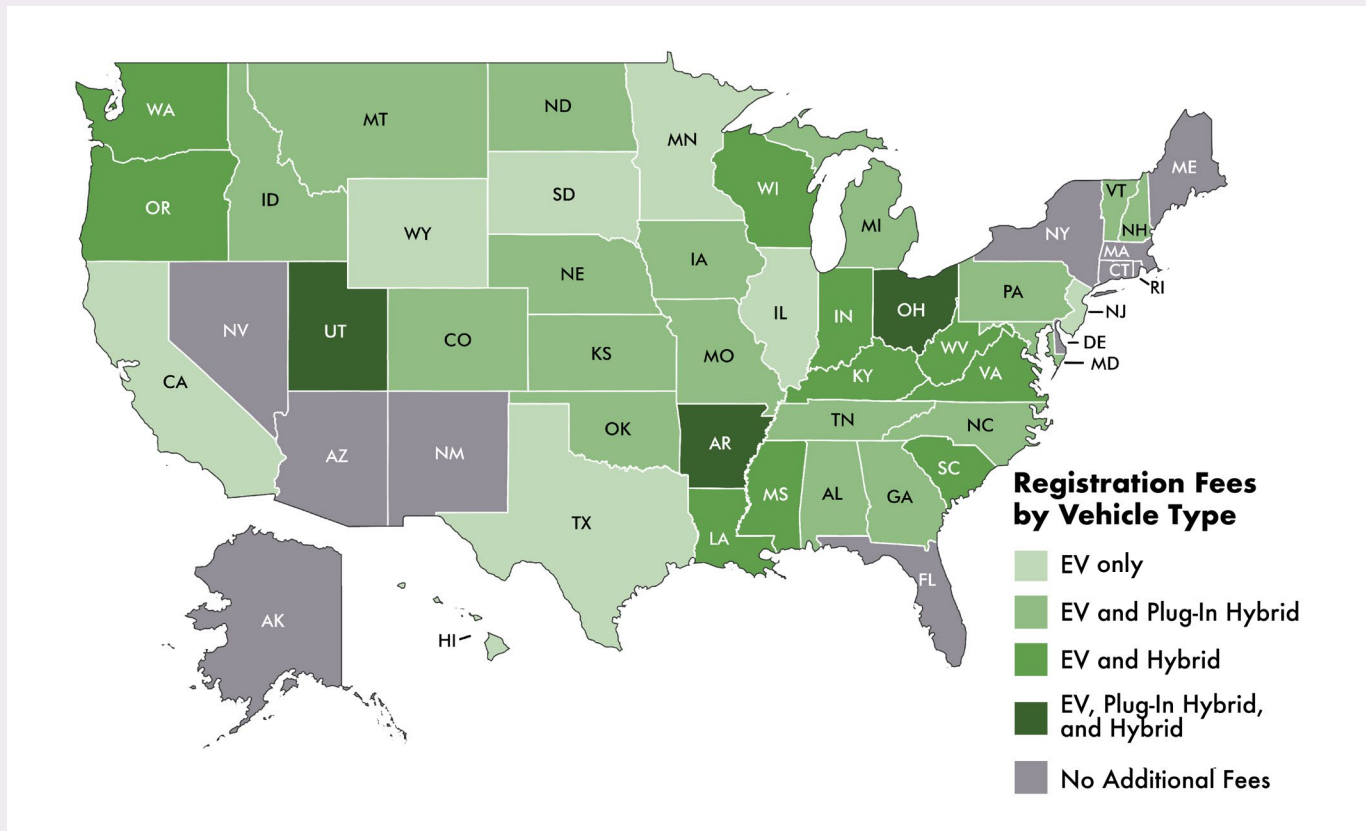 WA
MT
ND
MN
OR
ID
SD
WI
MI
ME
VT
NH
NY
MA
CT
RI
WY
IA
NE
PA
NJ
NV
UT
CO
IL
IN
OH
DE
MD
WV
VA
KS
MO
KY
CA
AZ
NM
OK
AR
TN
NC
SC
MS
AL
GA
TX
LA
FL
AK
HI
Registration Fees
by Vehicle Type
EV only
EV and Plug-In Hybrid
EV and Hybrid
EV, Plug-In Hybrid,
and Hybrid
No Additional Fees